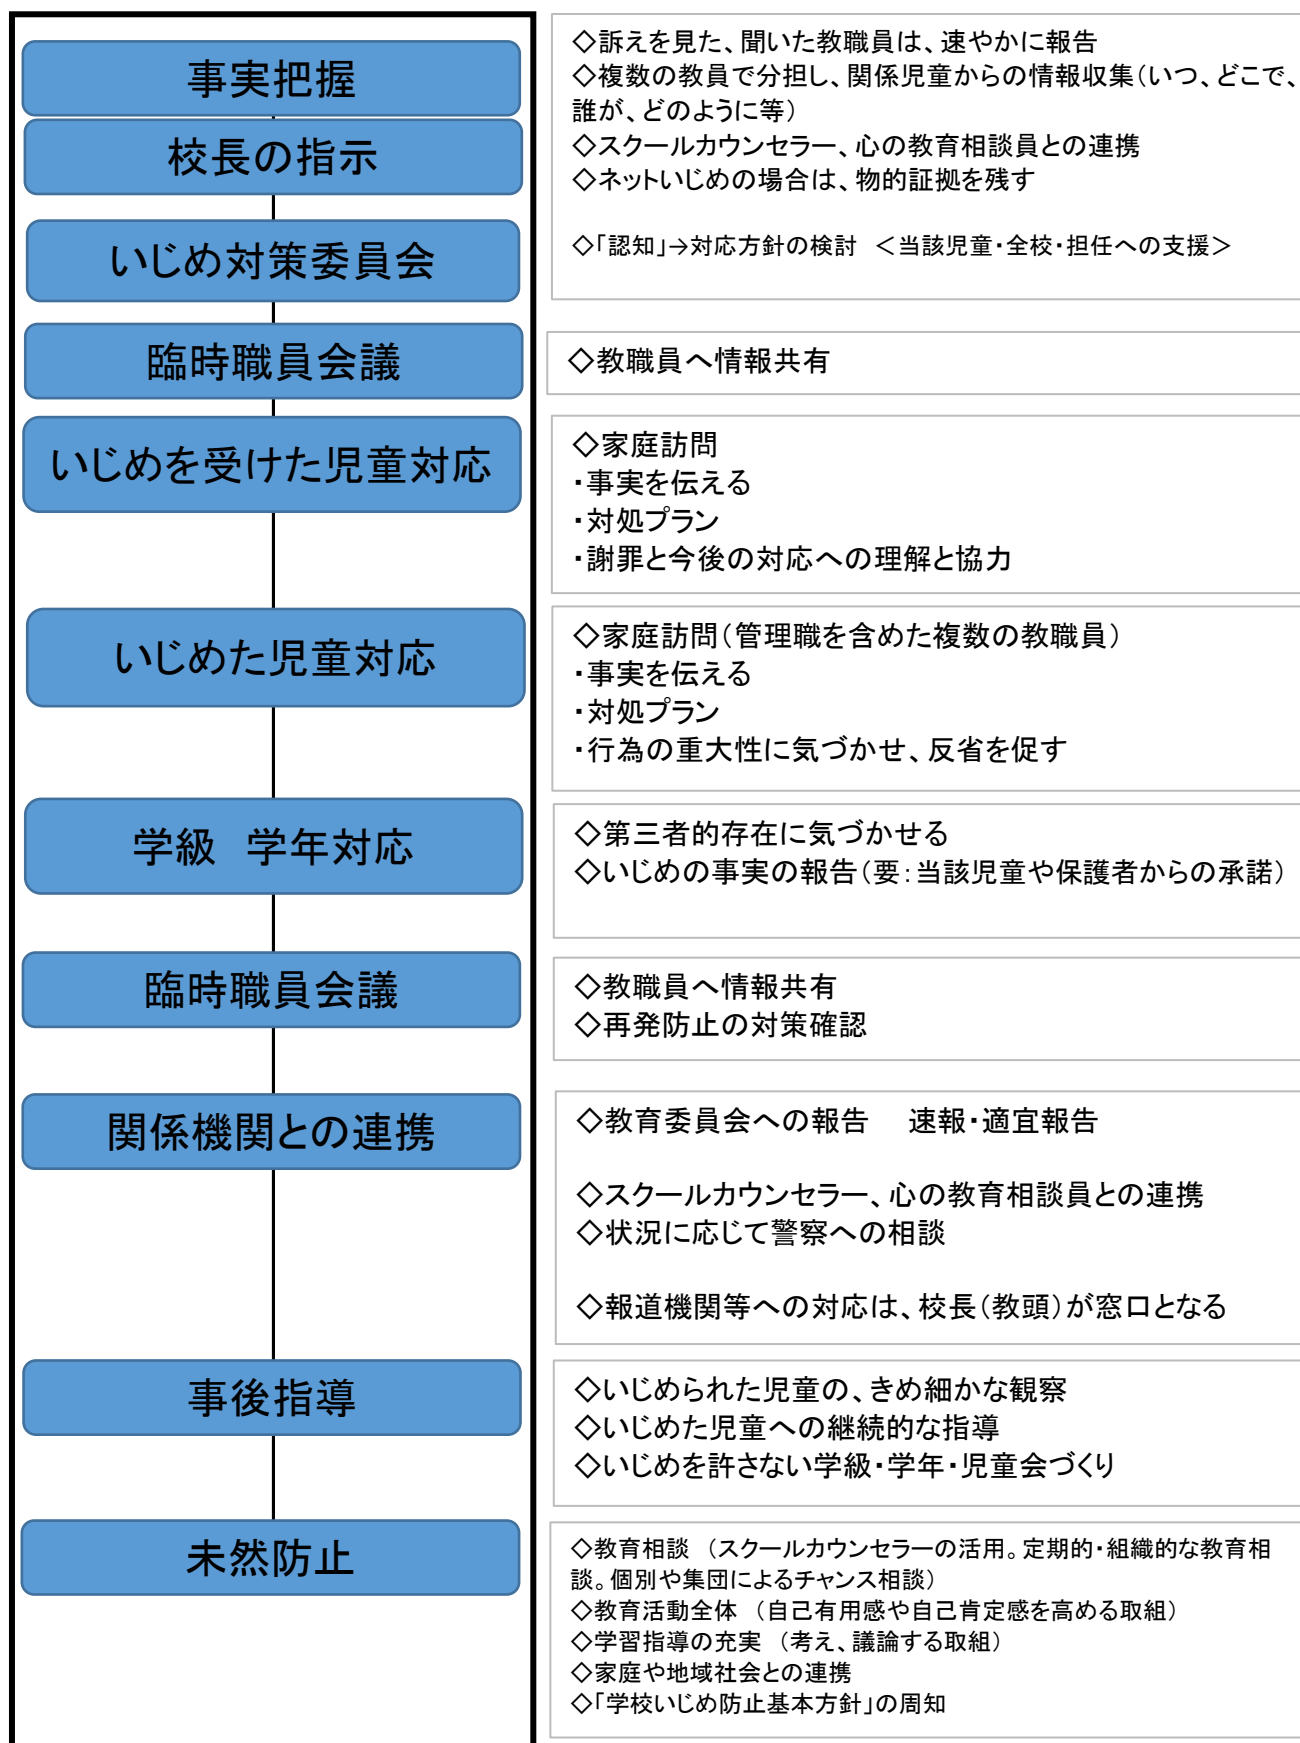 事実把握
校長の指示
いじめ対策委員会
◇訴えを見た、聞いた教職員は、速やかに報告
◇複数の教員で分担し、関係児童からの情報収集(いつ、どこで、
誰が、どのように等)
◇スクールカウンセラー、心の教育相談員との連携
◇ネットいじめの場合は、物的証拠を残す
◇「認知」→対応方針の検討　＜当該児童・全校・担任への支援＞
臨時職員会議
◇教職員へ情報共有
いじめを受けた児童対応
◇家庭訪問
・事実を伝える
・対処プラン
・謝罪と今後の対応への理解と協力
いじめた児童対応
◇家庭訪問(管理職を含めた複数の教職員)
・事実を伝える
・対処プラン
・行為の重大性に気づかせ、反省を促す
学級　学年対応
◇第三者的存在に気づかせる
◇いじめの事実の報告(要:当該児童や保護者からの承諾)
臨時職員会議
◇教職員へ情報共有
◇再発防止の対策確認
関係機関との連携
◇教育委員会への報告　速報・適宜報告
◇スクールカウンセラー、心の教育相談員との連携
◇状況に応じて警察への相談
◇報道機関等への対応は、校長(教頭)が窓口となる
事後指導
◇いじめられた児童の、きめ細かな観察
◇いじめた児童への継続的な指導
◇いじめを許さない学級・学年・児童会づくり
未然防止
◇教育相談　(スクールカウンセラーの活用。定期的・組織的な教育相
談。個別や集団によるチャンス相談)
◇教育活動全体　(自己有用感や自己肯定感を高める取組)
◇学習指導の充実　(考え、議論する取組)
◇家庭や地域社会との連携
◇「学校いじめ防止基本方針」の周知